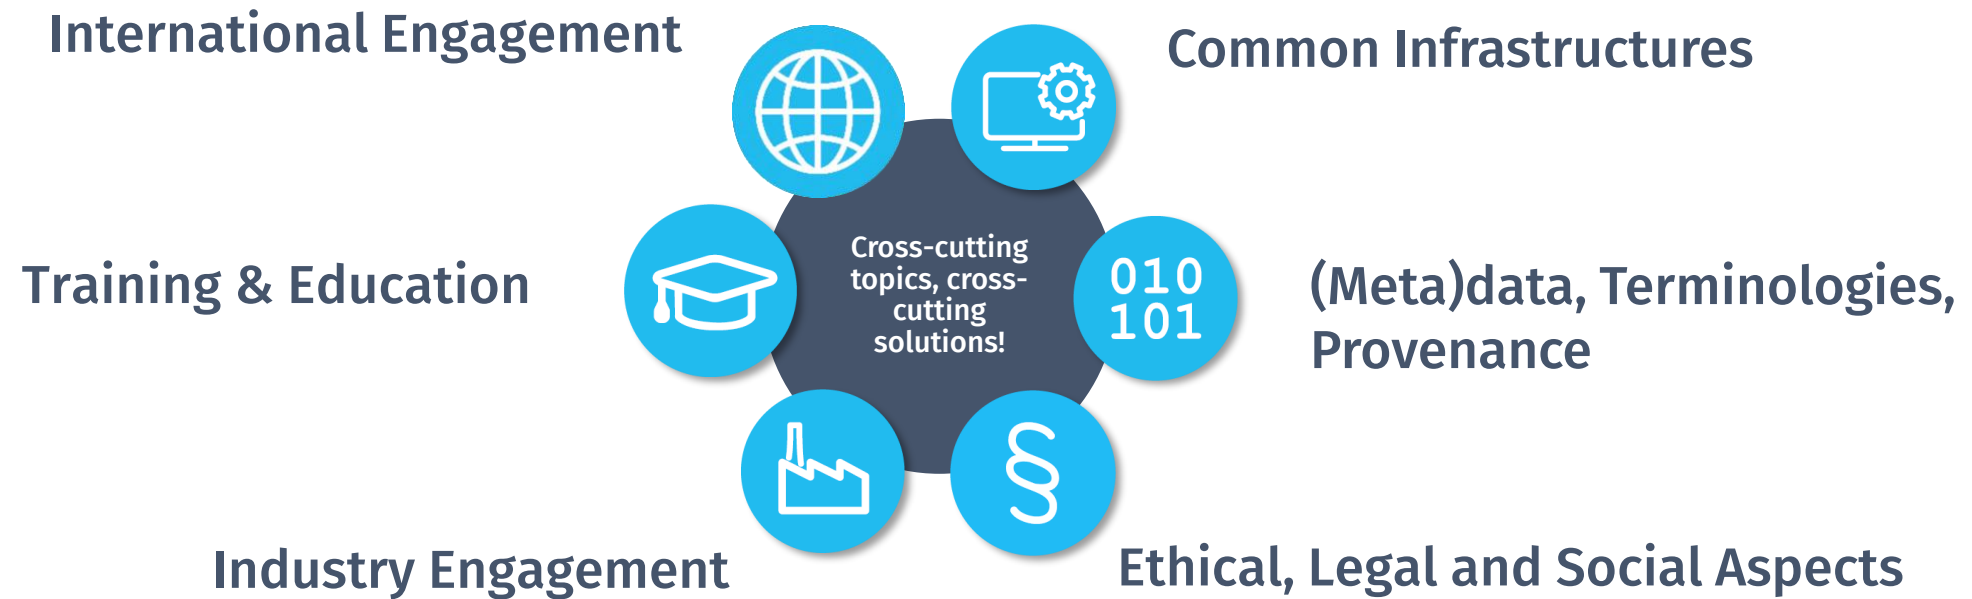 International Engagement
Common Infrastructures
Training & Education
Cross-cutting
topics, cross-
cutting
solutions!
010
101
(Meta)data, Terminologies,
Provenance
§
Industry Engagement
Ethical, Legal and Social Aspects